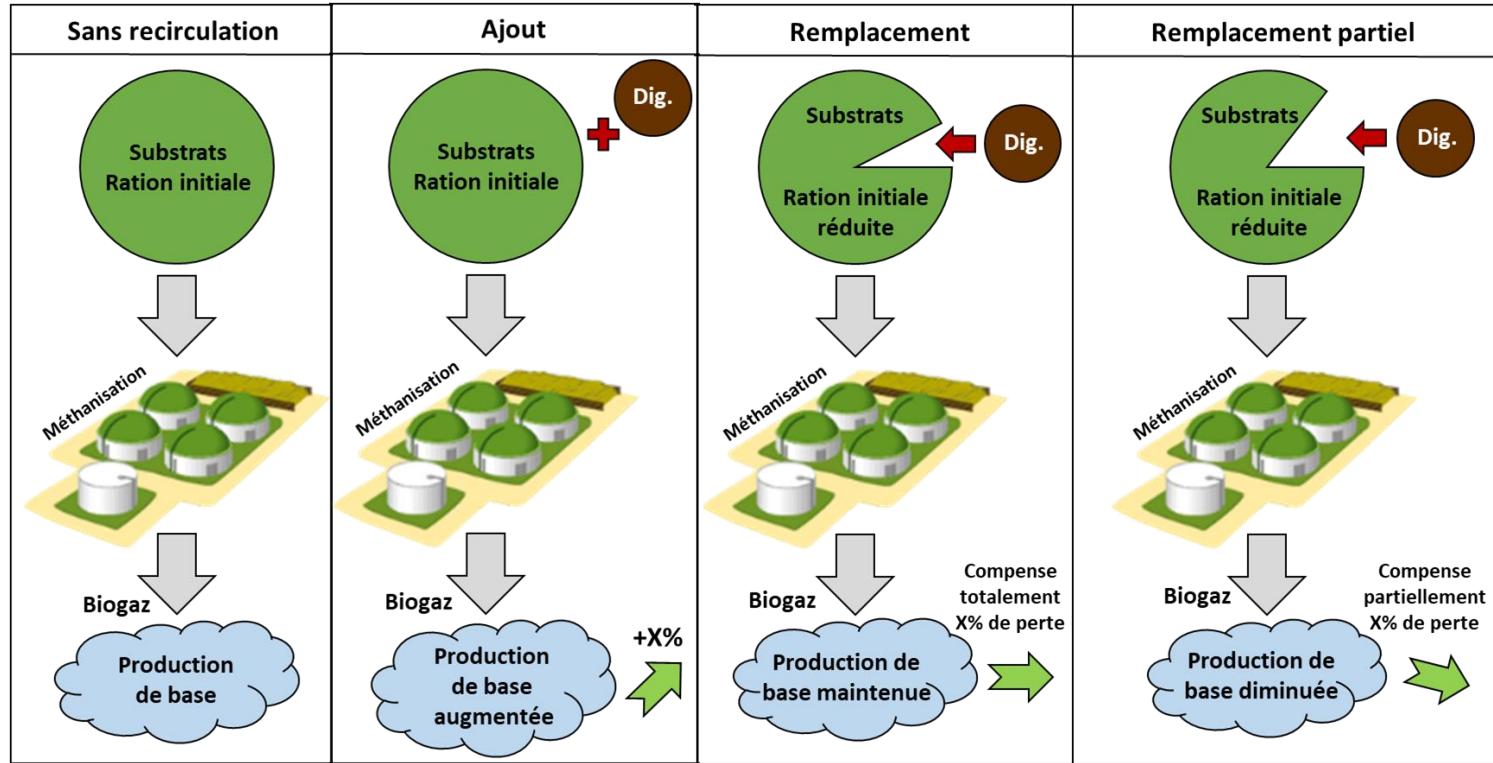 Sans recirculation
Substrats
Ration initiale
Méthanisation
Biogaz
Production
de base
Ajout
Dig.
Substrats
Ration initiale
Méthanisation
Biogaz
+X%
Production
de base
augmentée
Remplacement
Substrats
Dig.
Ration initiale
réduite
Méthanisation
Biogaz
Compense
totalement
X% de perte
Production de
base maintenue
Remplacement partiel
Substrats
Dig.
Ration initiale
réduite
Méthanisation
Biogaz
Compense
partiellement
X% de perte
Production de
base diminuée